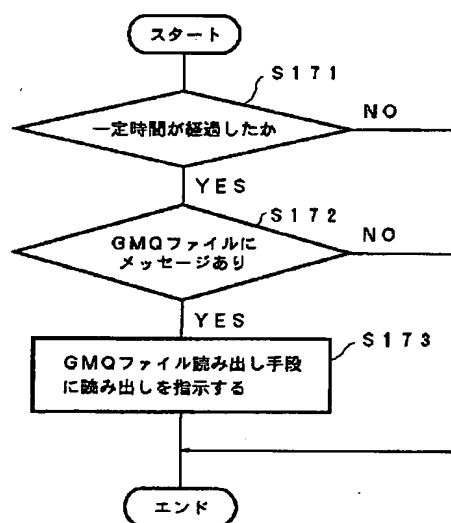 スタート
S171
一定時間が経過したか
NO
YES
S172
GMQファイルに
メッセージあり
NO
YES
S173
GMQファイル読み出し手段
に読み出しを指示する
エンド